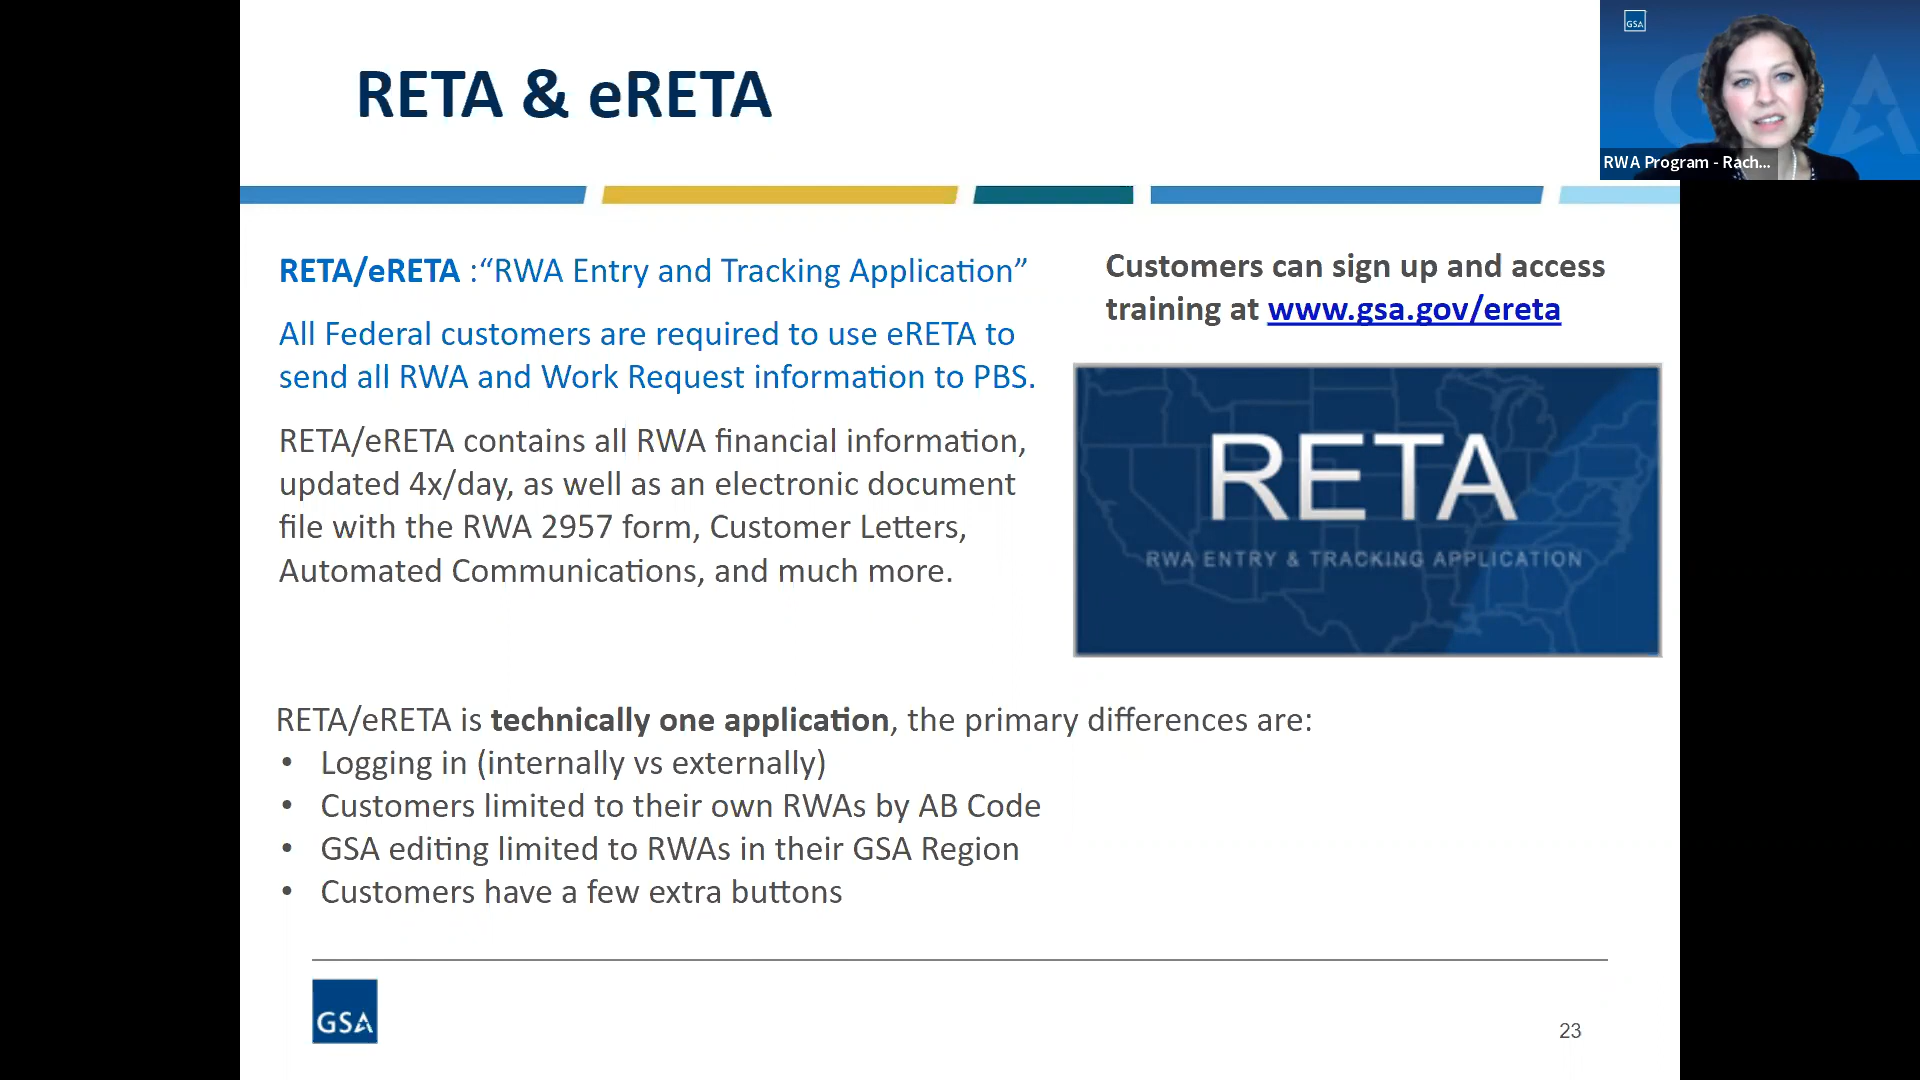 RETA & eRETA
GSA
RWA Program - Rach...
RETA/eRETA :“RWA Entry and Tracking Application”
All Federal customers are required to use eRETA to
send all RWA and Work Request information to PBS.
RETA/eRETA contains all RWA financial information,
updated 4x/day, as well as an electronic document
file with the RWA 2957 form, Customer Letters,
Automated Communications, and much more.
Customers can sign up and access
training at www.gsa.gov/ereta
RETA
RWA ENTRY & TRACKING APPLICATION
RETA/eRETA is technically one application, the primary differences are:
• Logging in (internally vs externally)
• Customers limited to their own RWAs by AB Code
• GSA editing limited to RWAs in their GSA Region
• Customers have a few extra buttons
GSA
23